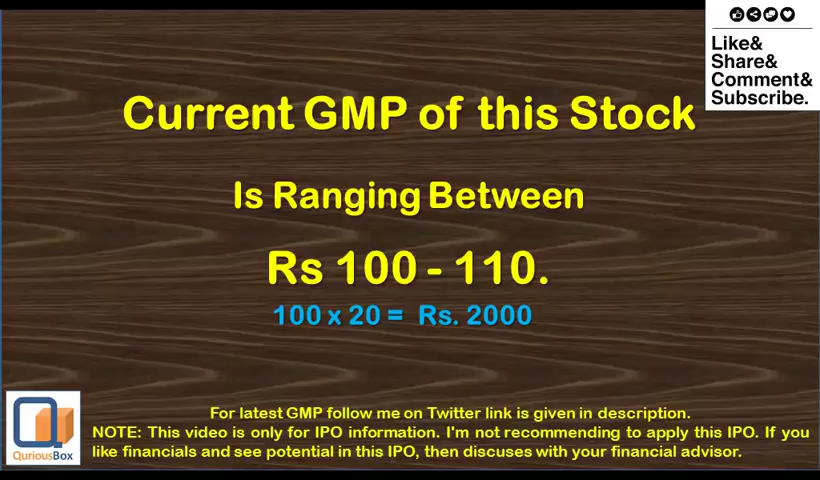 Like&
Share&
Comment&
Subscribe.
Current GMP of this Stock
Is Ranging Between
Rs 100 - 110.
100 x 20 = Rs. 2000
For latest GMP follow me on Twitter link is given in description.
NOTE: This video is only for IPO information. I'm not recommending to apply this IPO. If you
like financials and see potential in this IPO, then discuses with your financial advisor.
QuriousBox